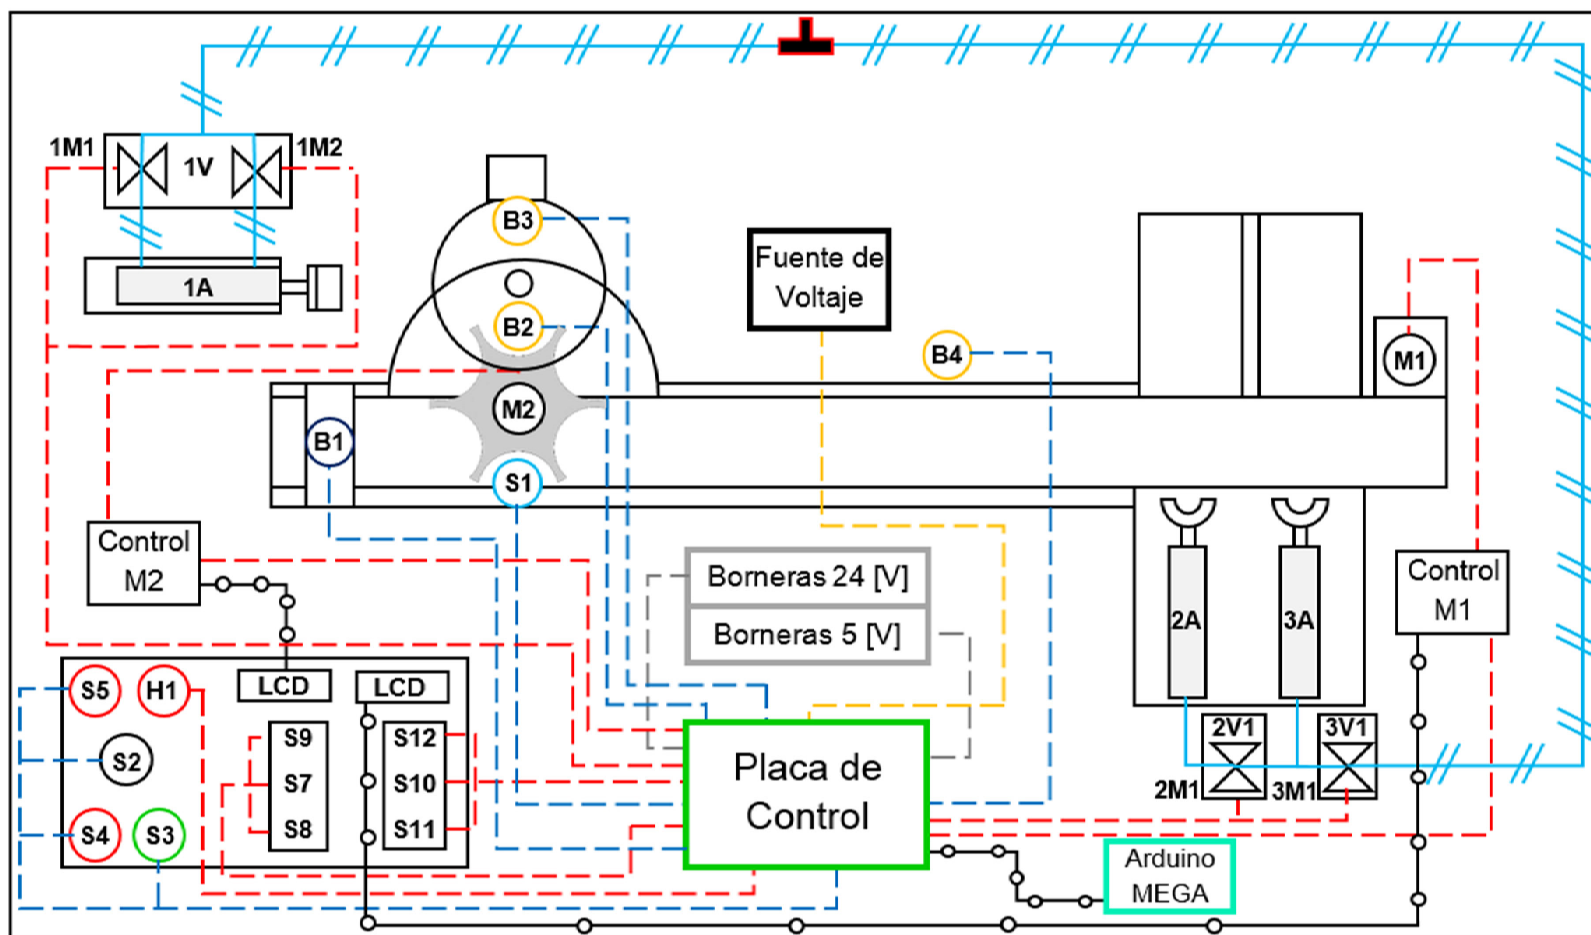 1M1
1V
1M2
1A
B3
B2
M2
B1
S1
Fuente de
Voltaje
B4
M1
Control
M2
Borneras 24 [V]
Borneras 5 [V]
2A
3A
Control
M1
S5
H1
LCD
LCD
S2
S9
S7
S8
S12
S10
S11
S4
S3
Placa de
Control
2V1
3V1
2M1
3M1
Arduino
MEGA